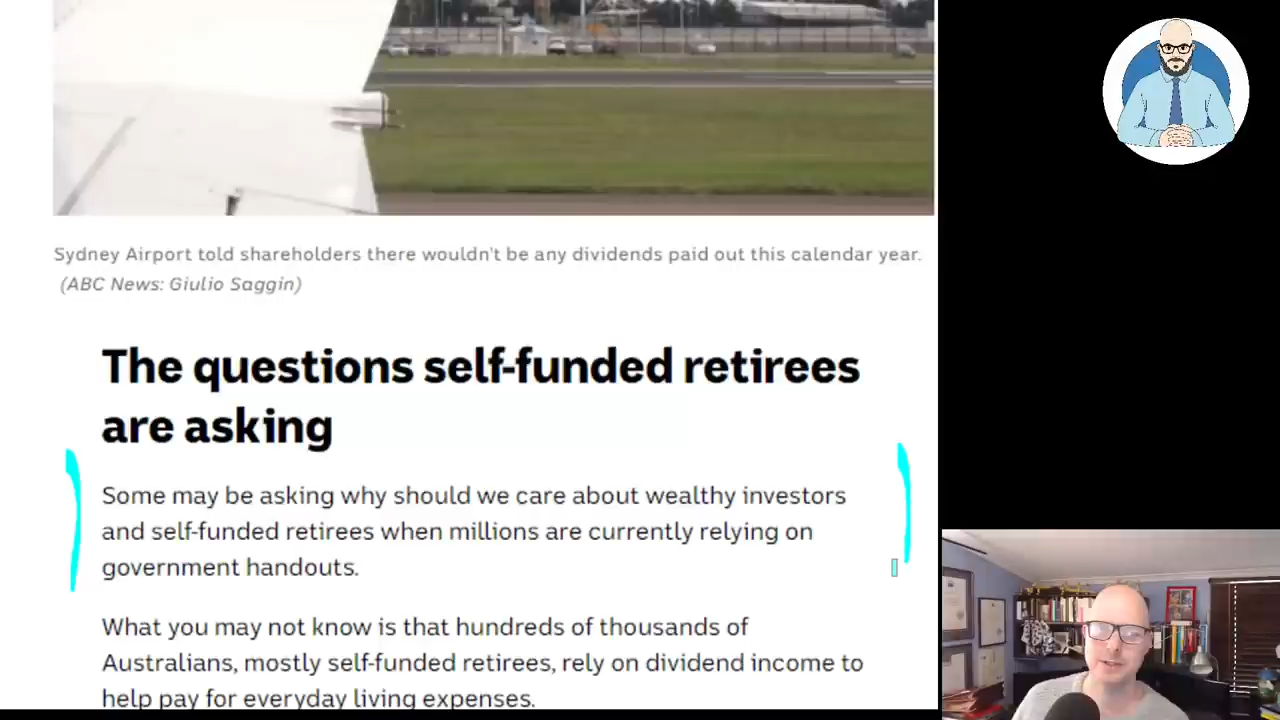 Sydney Airport told shareholders there wouldn't be any dividends paid out this calendar year.
(ABC News: Giulio Saggin)
The questions self-funded retirees
are asking
Some may be asking why should we care about wealthy investors
and self-funded retirees when millions are currently relying on
government handouts.
What you may not know is that hundreds of thousands of
Australians, mostly self-funded retirees, rely on dividend income to
help pay for everyday living expenses.